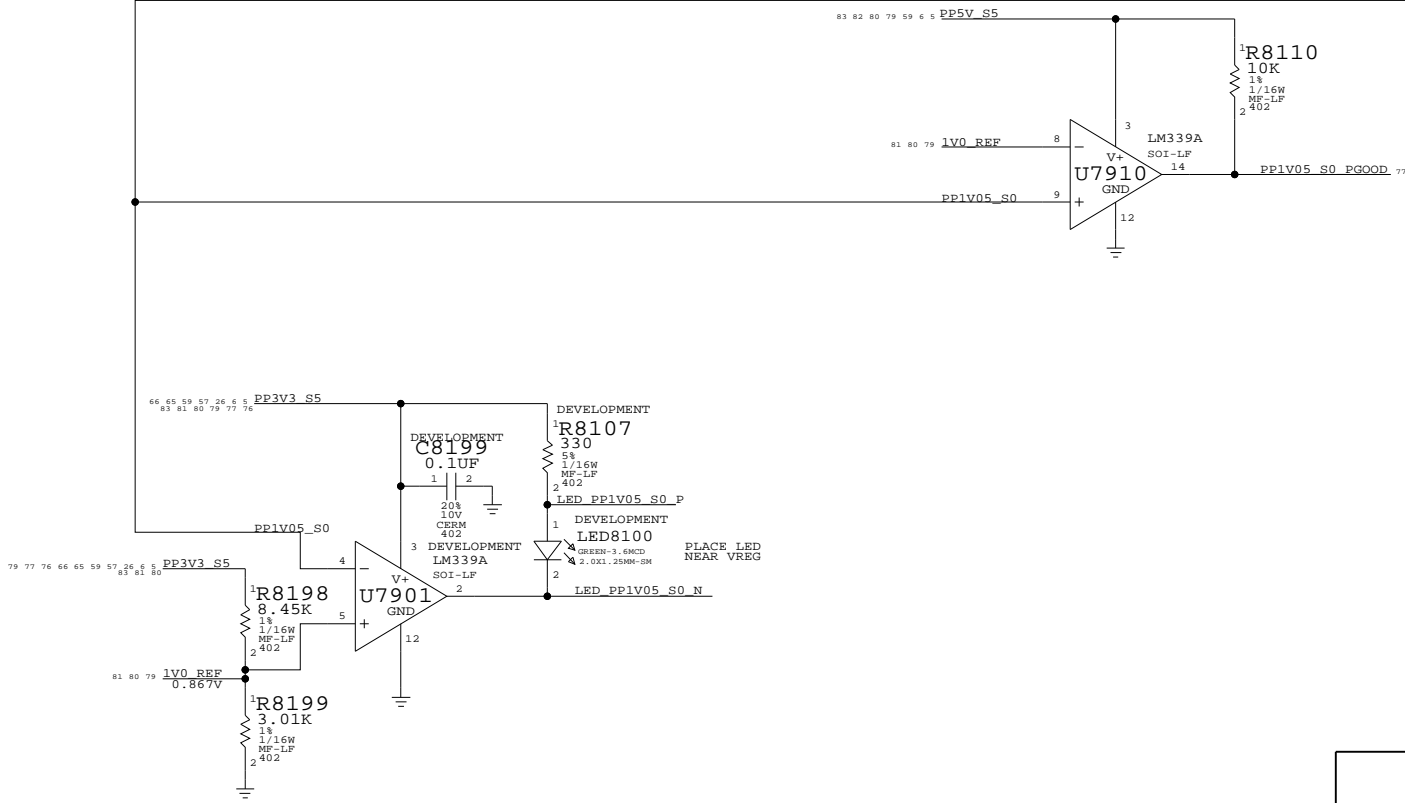 83 82 80 79 59 6 5 PP5V_S5
1 R8110
10K
1%
1/16W
MF-LF
2 402
81 80 79 1V0_REF 8
3
V+
LM339A
SOI-LF
U7910
GND
14
PP1V05_S0_PGOOD 77
PP1V05_S0 9
12
66 65 59 57 26 6 5 PP3V3_S5
83 81 80 79 77 76
DEVELOPMENT
1 R8107
330
5%
1/16W
MF-LF
2 402
DEVELOPMENT
C8199
0.1UF
1 2
20%
10V
CERM
402
LED_PP1V05_S0_P
DEVELOPMENT
1
LED8100
GREEN-3.6MCD
2.0X1.25MM-SM
2
PLACE LED
NEAR VREG
PP1V05_S0
4
3 DEVELOPMENT
LM339A
SOI-LF
V+
U7901
GND
2
LED_PP1V05_S0_N
5
12
79 77 76 66 65 59 57 26 6 5 PP3V3_S5
83 81 80
1 R8198
8.45K
1%
1/16W
MF-LF
2 402
81 80 79 1V0_REF
0.867V
1 R8199
3.01K
1%
1/16W
MF-LF
2 402